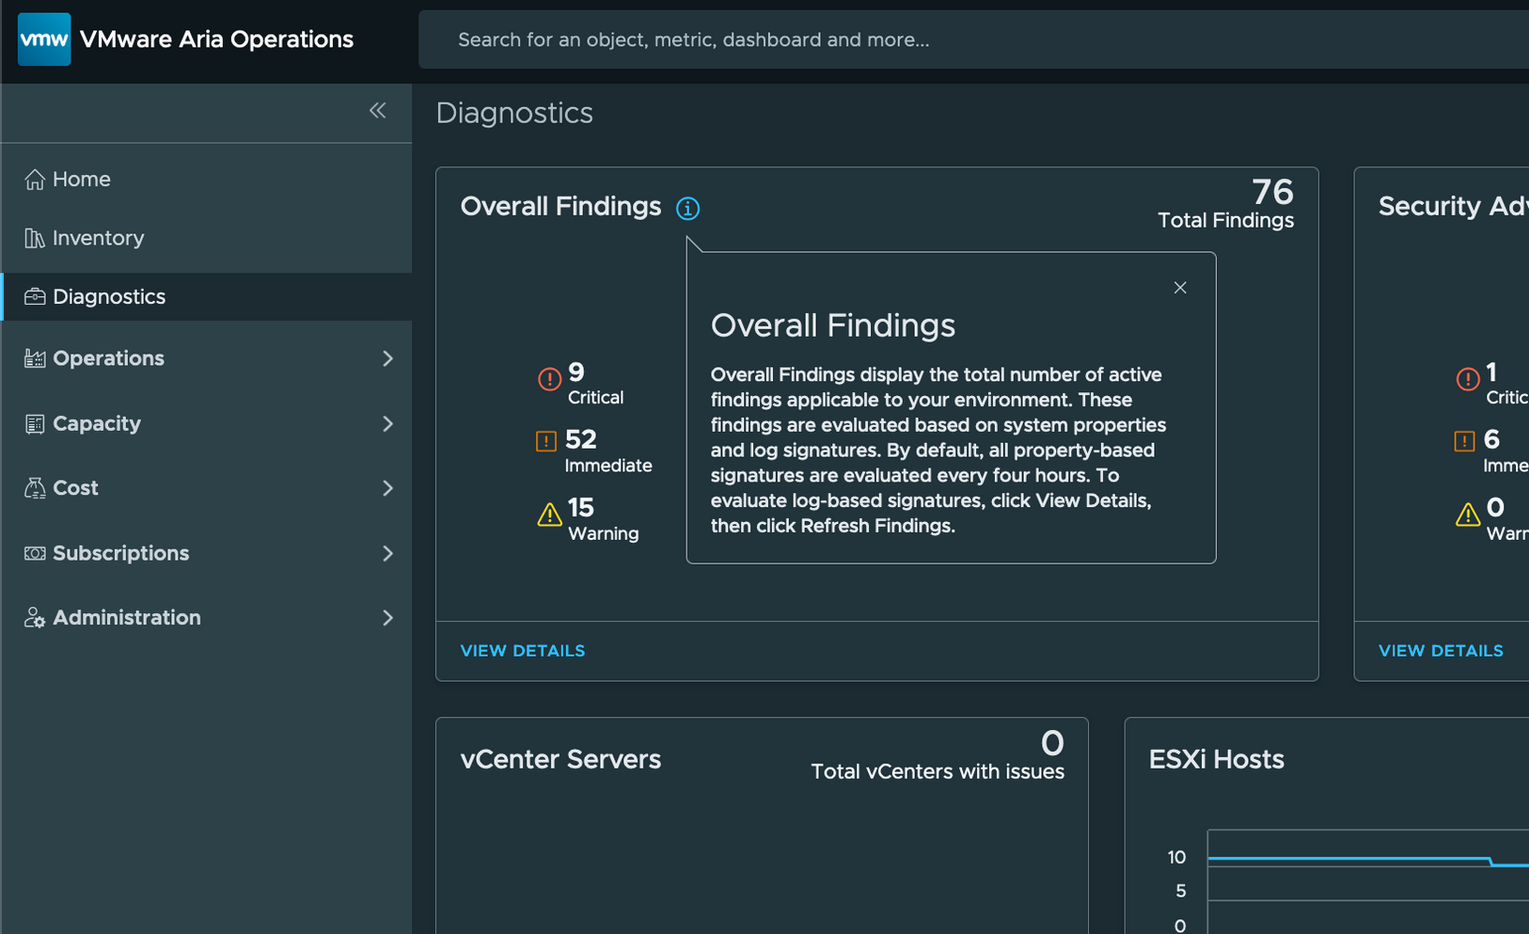 vmw VMware Aria Operations
Search for an object, metric, dashboard and more...
Home
Inventory
Diagnostics
Operations
Capacity
Cost
Subscriptions
Administration
Diagnostics
Overall Findings
76
Total Findings
9
Critical
52
Immediate
15
Warning
Overall Findings
Overall Findings display the total number of active
findings applicable to your environment. These
findings are evaluated based on system properties
and log signatures. By default, all property-based
signatures are evaluated every four hours. To
evaluate log-based signatures, click View Details,
then click Refresh Findings.
VIEW DETAILS
Security Adv
1
Critic
6
Imme
0
Warn
VIEW DETAILS
vCenter Servers
0
Total vCenters with issues
ESXi Hosts
10
5
0